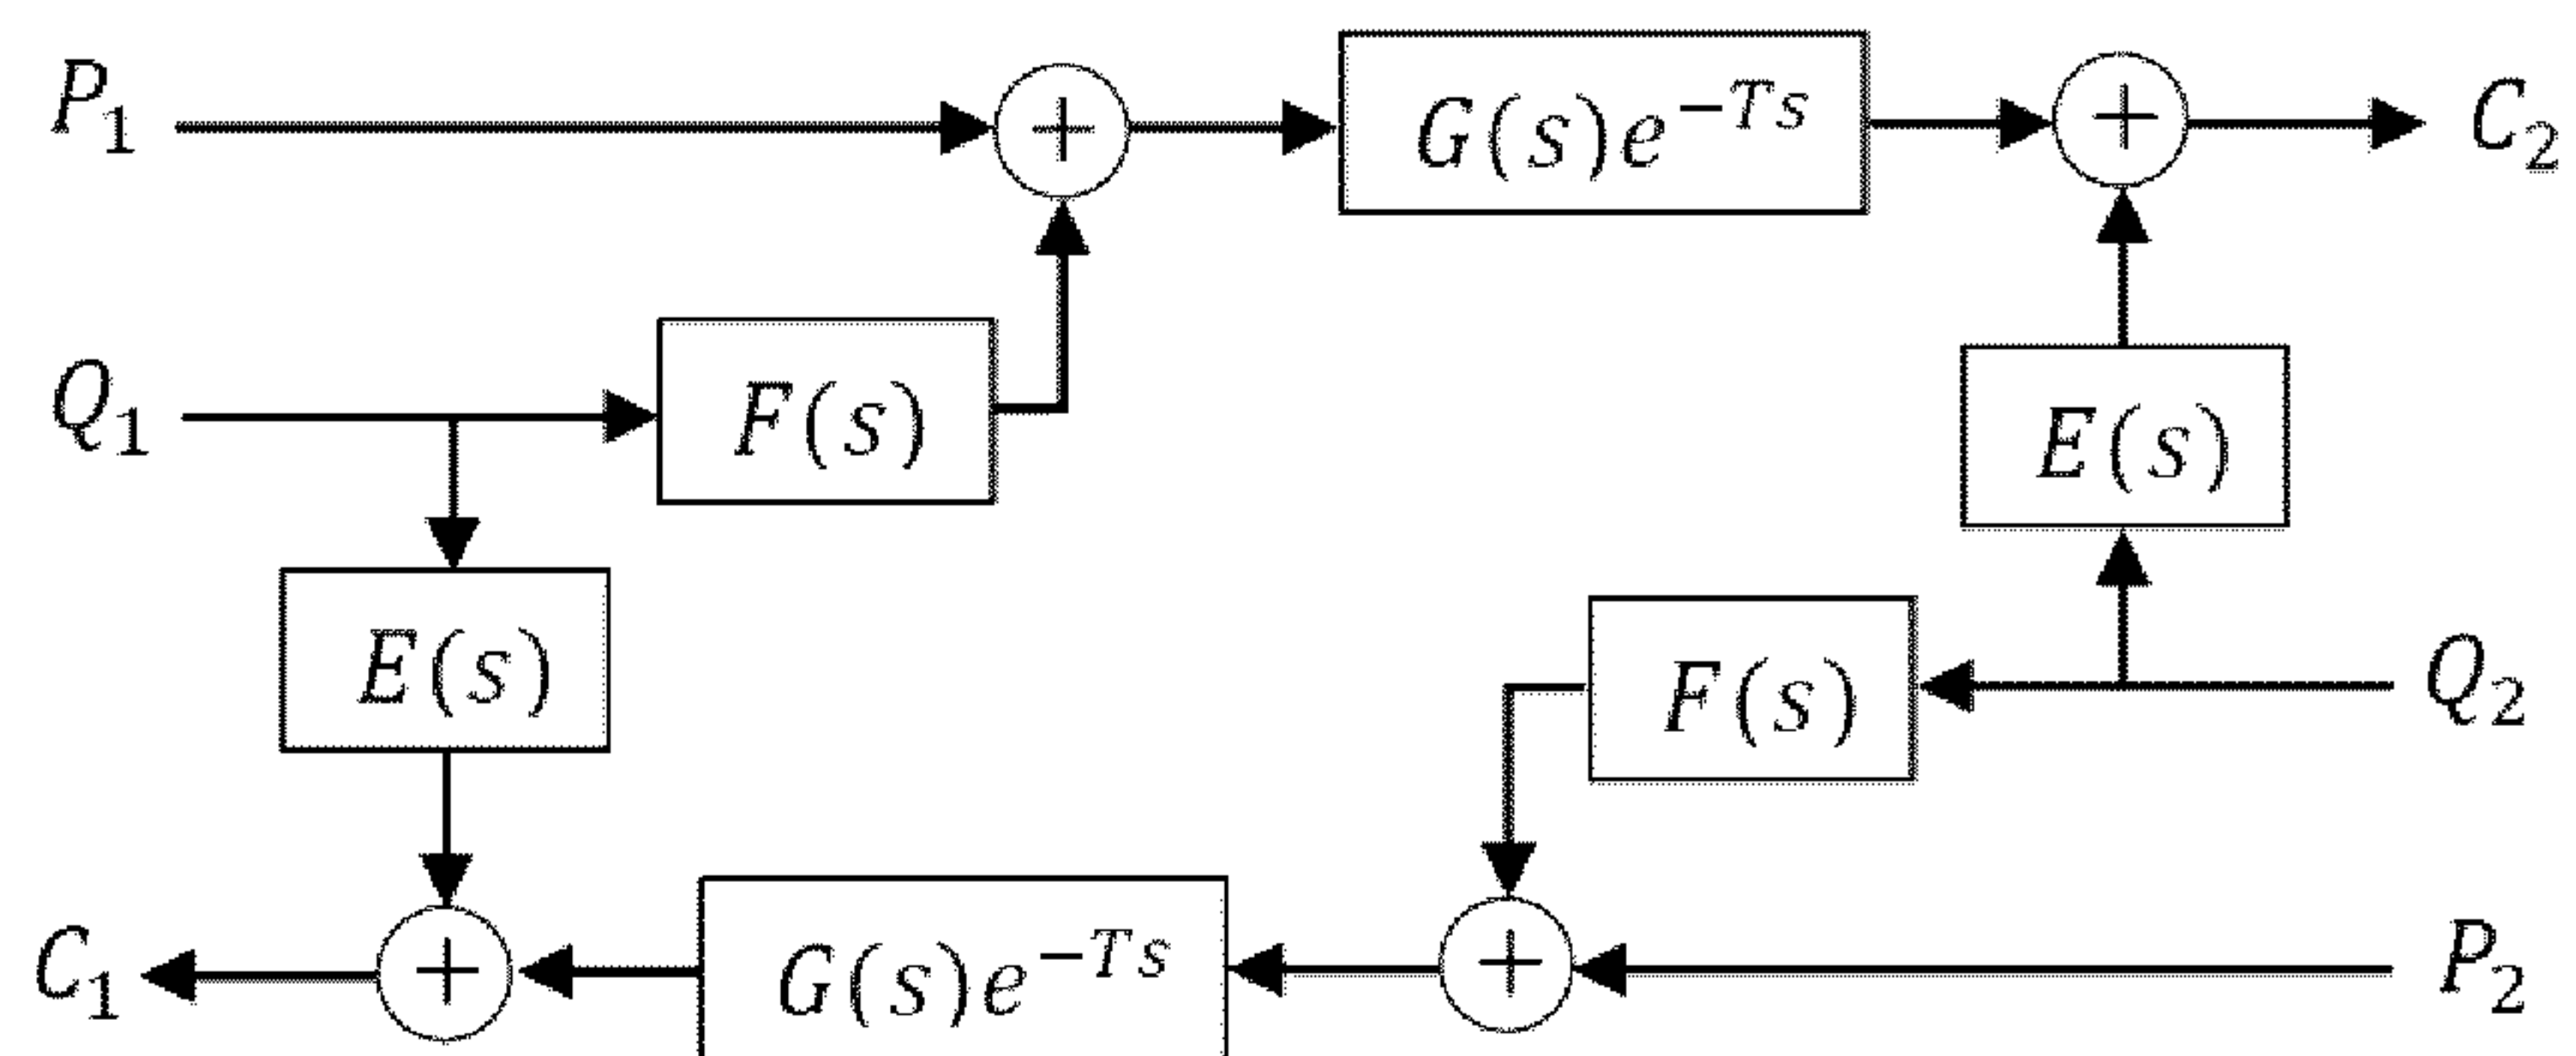 P₁ + G(s)e^{-Ts} + C₂
Q₁ F(s) E(s)
E(s) F(s) Q₂
C₁ + G(s)e^{-Ts} + P₂